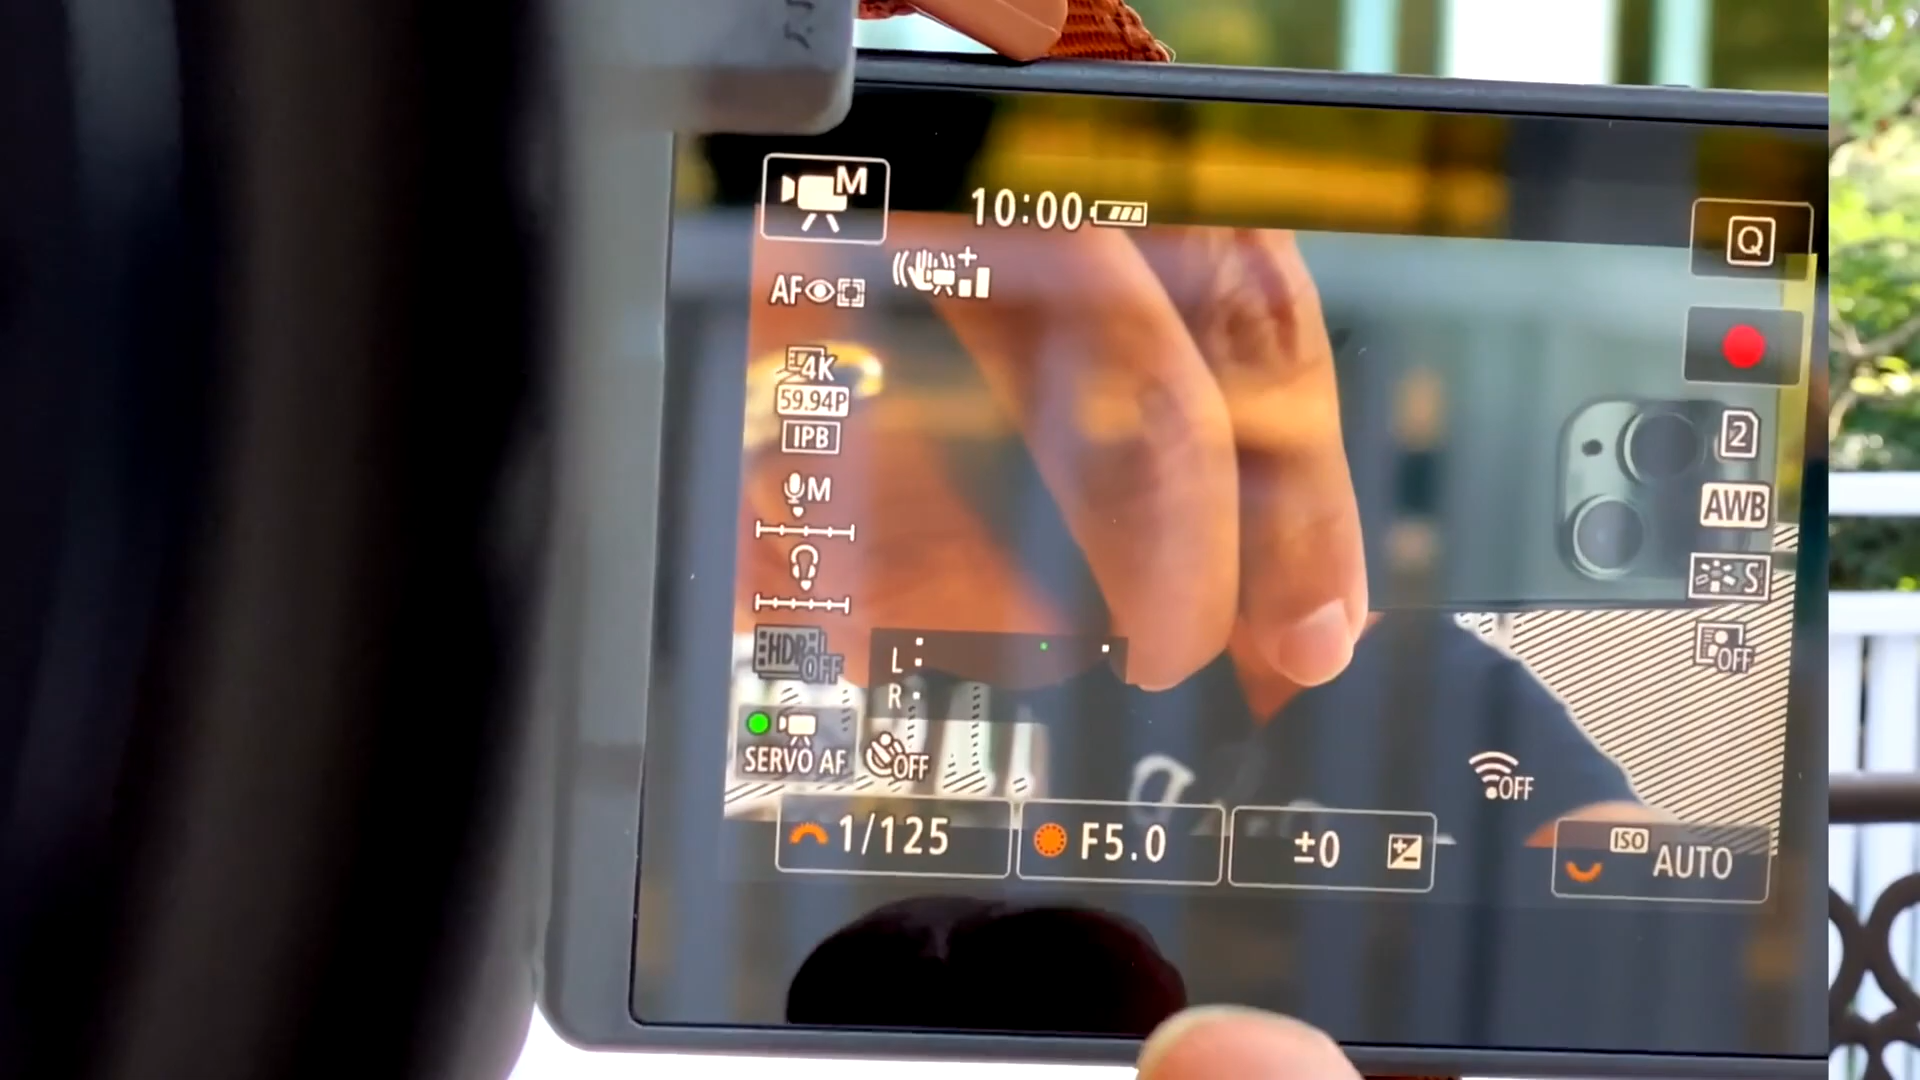 M
10:00
Q
AF
4K
59.94P
IPB
2
M
AWB
S
HDR OFF
OFF
L
R
SERVO AF
OFF
OFF
1/125
F5.0
±0
ISO AUTO